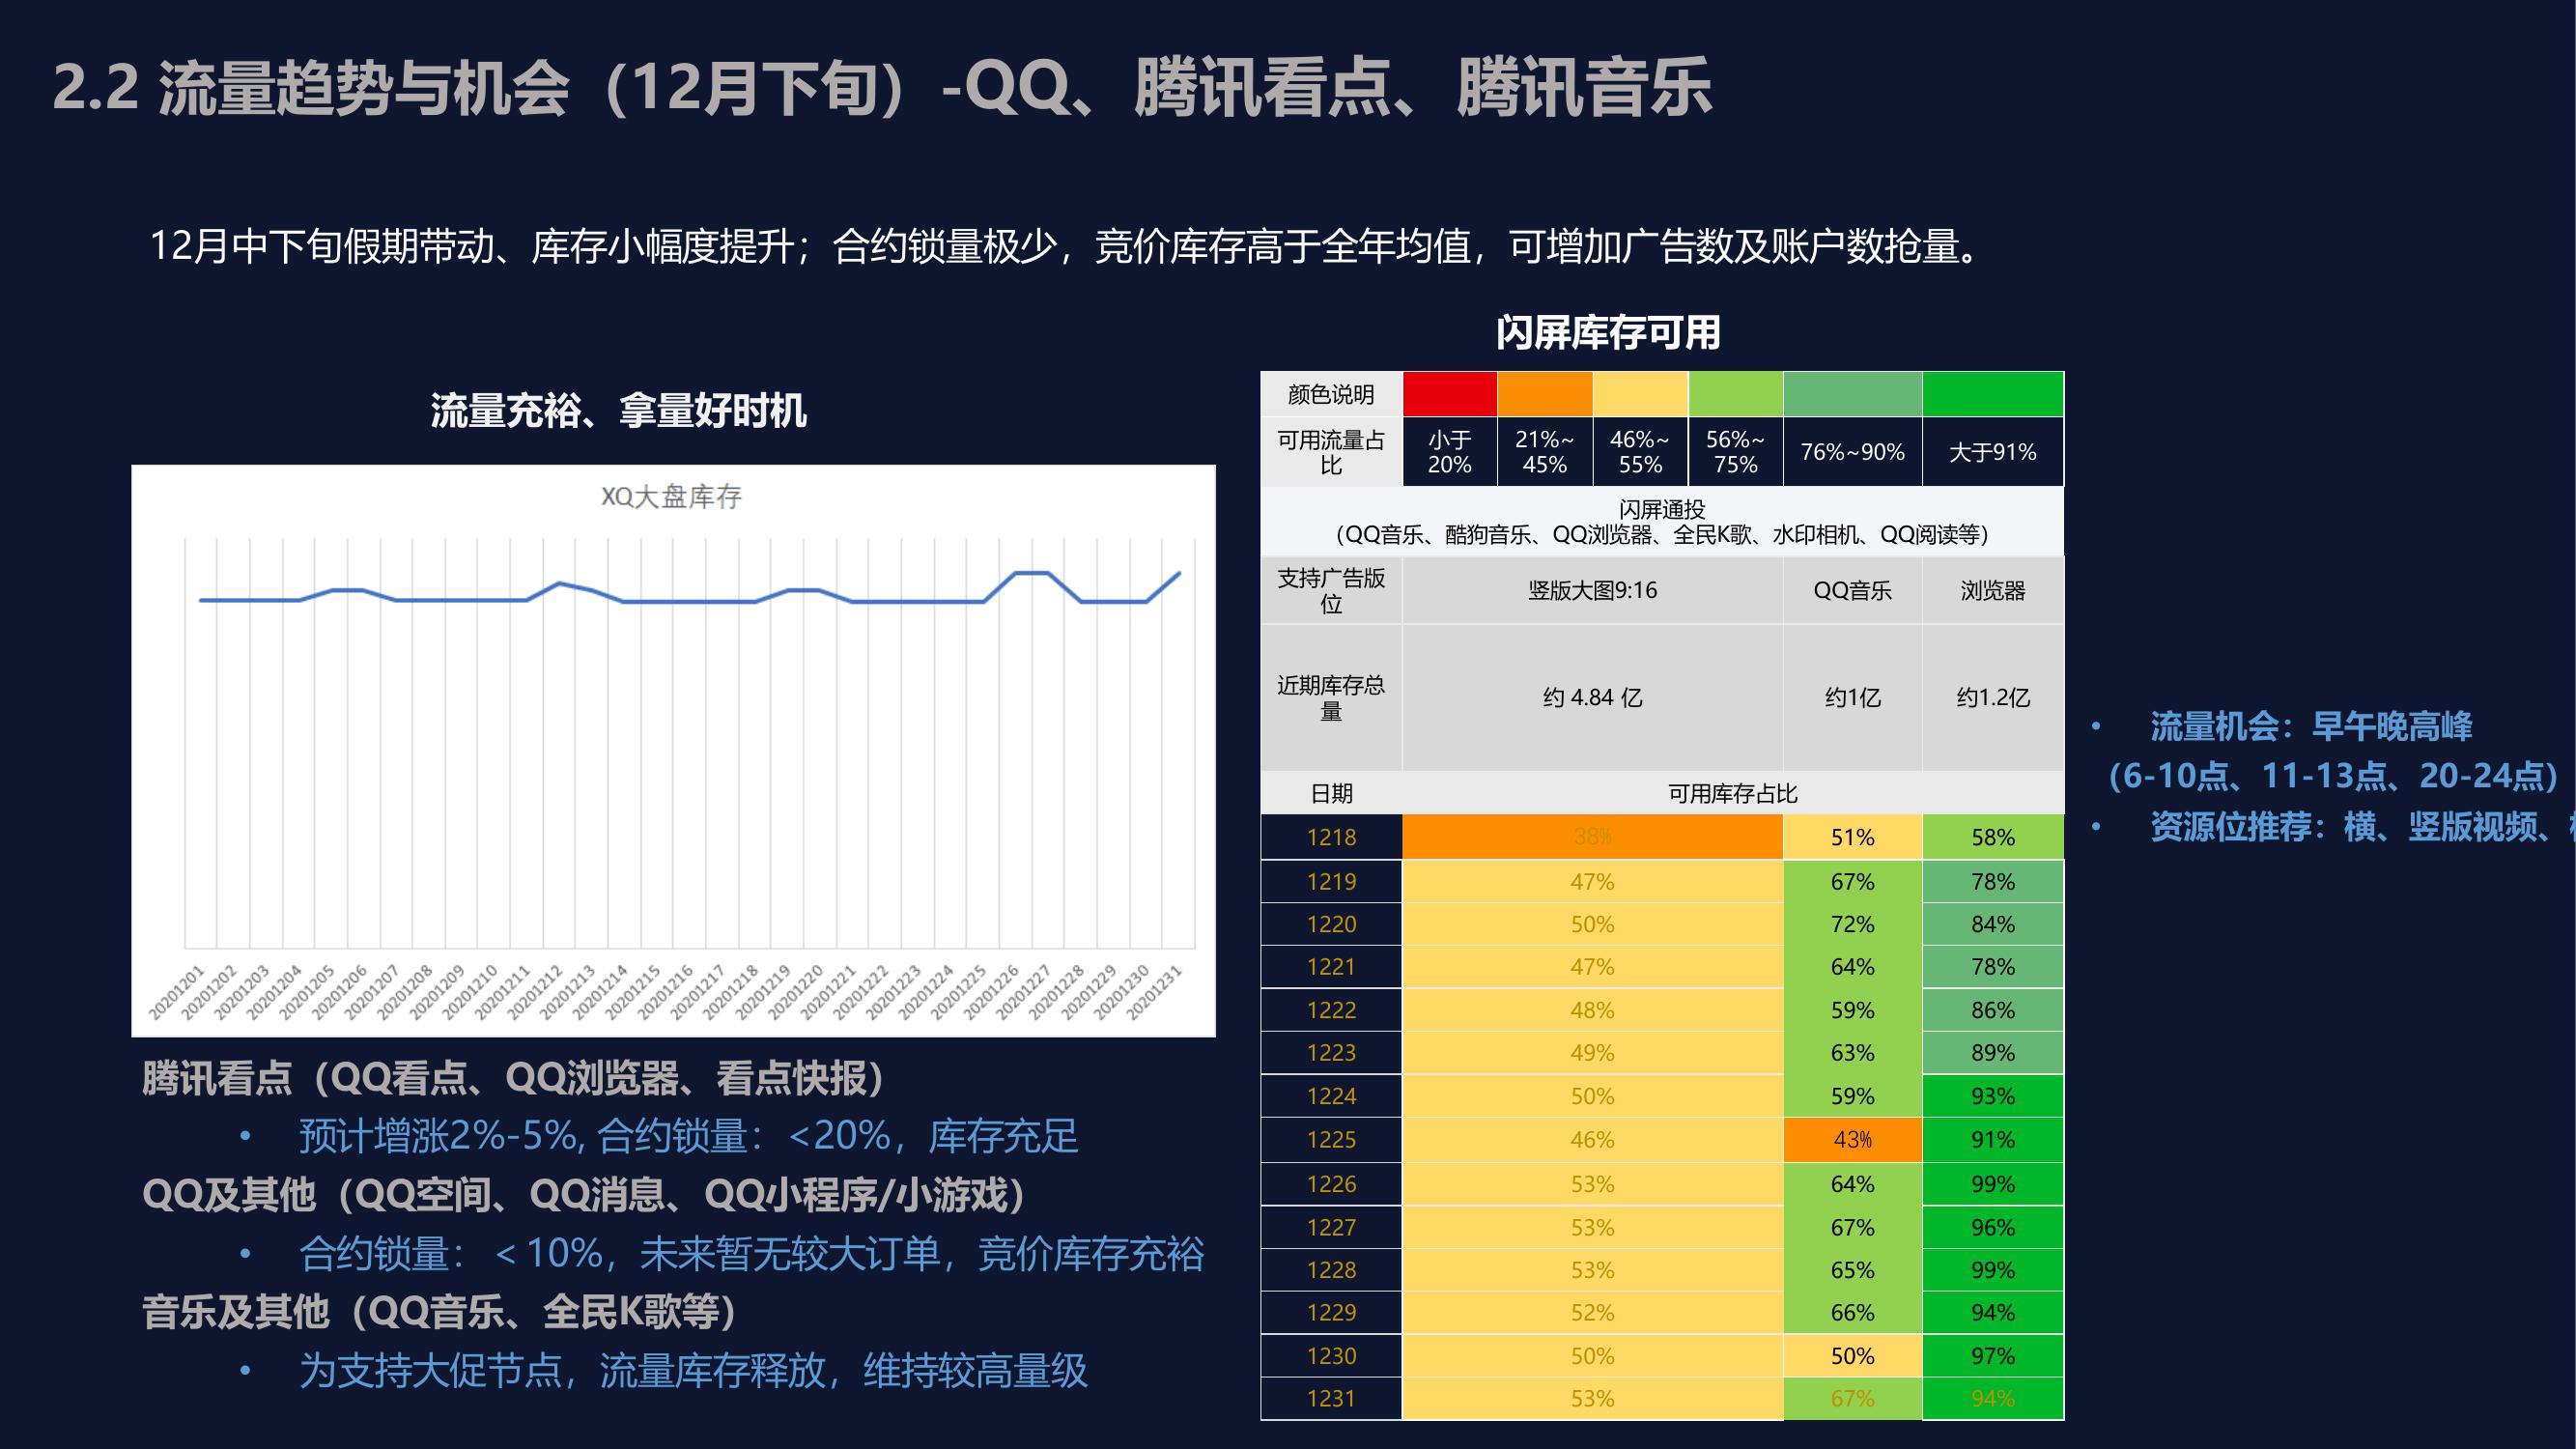 2.2 流量趋势与机会（12月下旬）-QQ、腾讯看点、腾讯音乐
12月中下旬假期带动、库存小幅度提升；合约锁量极少，竞价库存高于全年均值，可增加广告数及账户数抢量。
流量充裕、拿量好时机
XQ大盘库存
20201201 20201202 20201203 20201204 20201205 20201206 20201207 20201208 20201209 20201210 20201211 20201212 20201213 20201214 20201215 20201216 20201217 20201218 20201219 20201220 20201221 20201222 20201223 20201224 20201225 20201226 20201227 20201228 20201229 20201230 20201231
腾讯看点（QQ看点、QQ浏览器、看点快报）
• 预计增涨2%-5%, 合约锁量：<20%，库存充足
QQ及其他（QQ空间、QQ消息、QQ小程序/小游戏）
• 合约锁量：＜10%，未来暂无较大订单，竞价库存充裕
音乐及其他（QQ音乐、全民K歌等）
• 为支持大促节点，流量库存释放，维持较高量级
闪屏库存可用
颜色说明
可用流量占比 小于20% 21%~45% 46%~55% 56%~75% 76%~90% 大于91%
闪屏通投
（QQ音乐、酷狗音乐、QQ浏览器、全民K歌、水印相机、QQ阅读等）
支持广告版位 竖版大图9:16 QQ音乐 浏览器
近期库存总量 约 4.84 亿 约1亿 约1.2亿
日期 可用库存占比
1218 38% 51% 58%
1219 47% 67% 78%
1220 50% 72% 84%
1221 47% 64% 78%
1222 48% 59% 86%
1223 49% 63% 89%
1224 50% 59% 93%
1225 46% 43% 91%
1226 53% 64% 99%
1227 53% 67% 96%
1228 53% 65% 99%
1229 52% 66% 94%
1230 50% 50% 97%
1231 53% 67% 94%
• 流量机会：早午晚高峰
（6-10点、11-13点、20-24点）
• 资源位推荐：横、竖版视频、